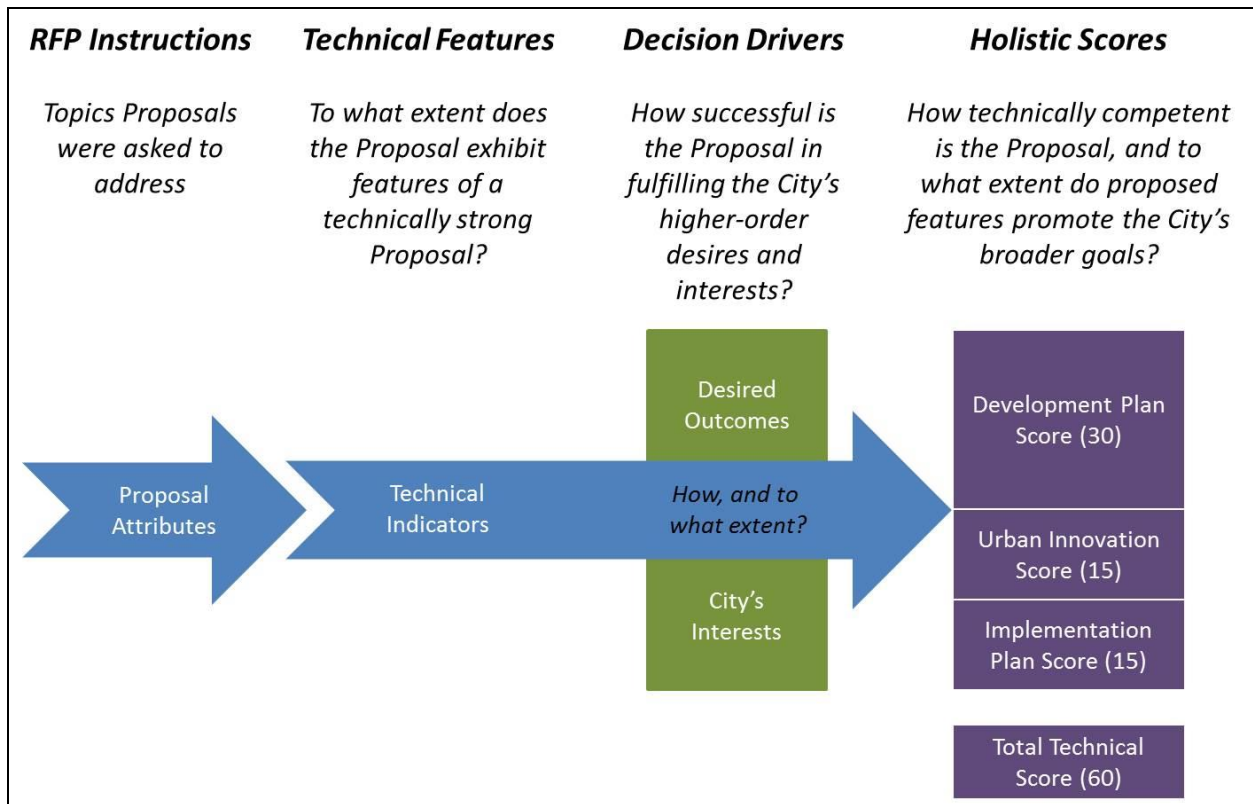 RFP Instructions
Topics Proposals
were asked to
address
Technical Features
To what extent does
the Proposal exhibit
features of a
technically strong
Proposal?
Decision Drivers
How successful is
the Proposal in
fulfilling the City’s
higher-order
desires and
interests?
Holistic Scores
How technically competent
is the Proposal, and to
what extent do proposed
features promote the City’s
broader goals?
Proposal
Attributes
Technical
Indicators
Desired
Outcomes
How, and to
what extent?
City’s
Interests
Development Plan
Score (30)
Urban Innovation
Score (15)
Implementation
Plan Score (15)
Total Technical
Score (60)